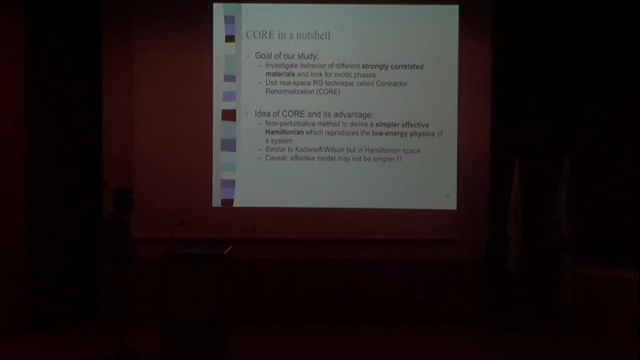 CORE in a nutshell
Goal of our study:
– Investigate behavior of different strongly correlated
materials and look for exotic phases
– Use real-space RG technique called Contractor
Renormalization (CORE)
Idea of CORE and its advantage:
– Non-perturbative method to derive a simpler effective
Hamiltonian which reproduces the low-energy physics of
a system
– Similar to Kadanoff-Wilson but in Hamiltonian space
– Caveat: effective model may not be simpler !?